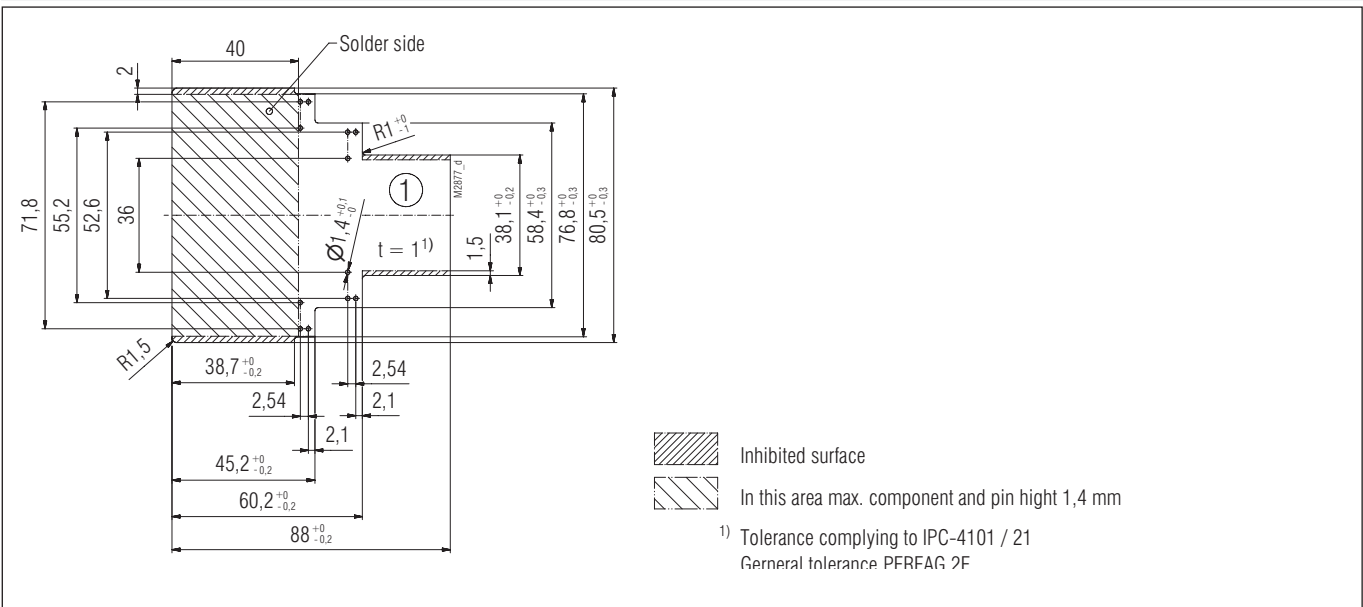 40
Solder side
2
R1 +0 -1
71,8
55,2
52,6
36
Ø1,4 +0,1 -0
1
t = 1 1)
M2877_d
1,5
38,1 +0 -0,2
58,4 +0 -0,3
76,8 +0 -0,3
80,5 +0 -0,3
R1,5
38,7 +0 -0,2
2,54
2,54
2,1
2,1
45,2 +0 -0,2
60,2 +0 -0,2
88 +0 -0,2
Inhibited surface
In this area max. component and pin hight 1,4 mm
1) Tolerance complying to IPC-4101 / 21
Gerneral tolerance PERFAG 2E